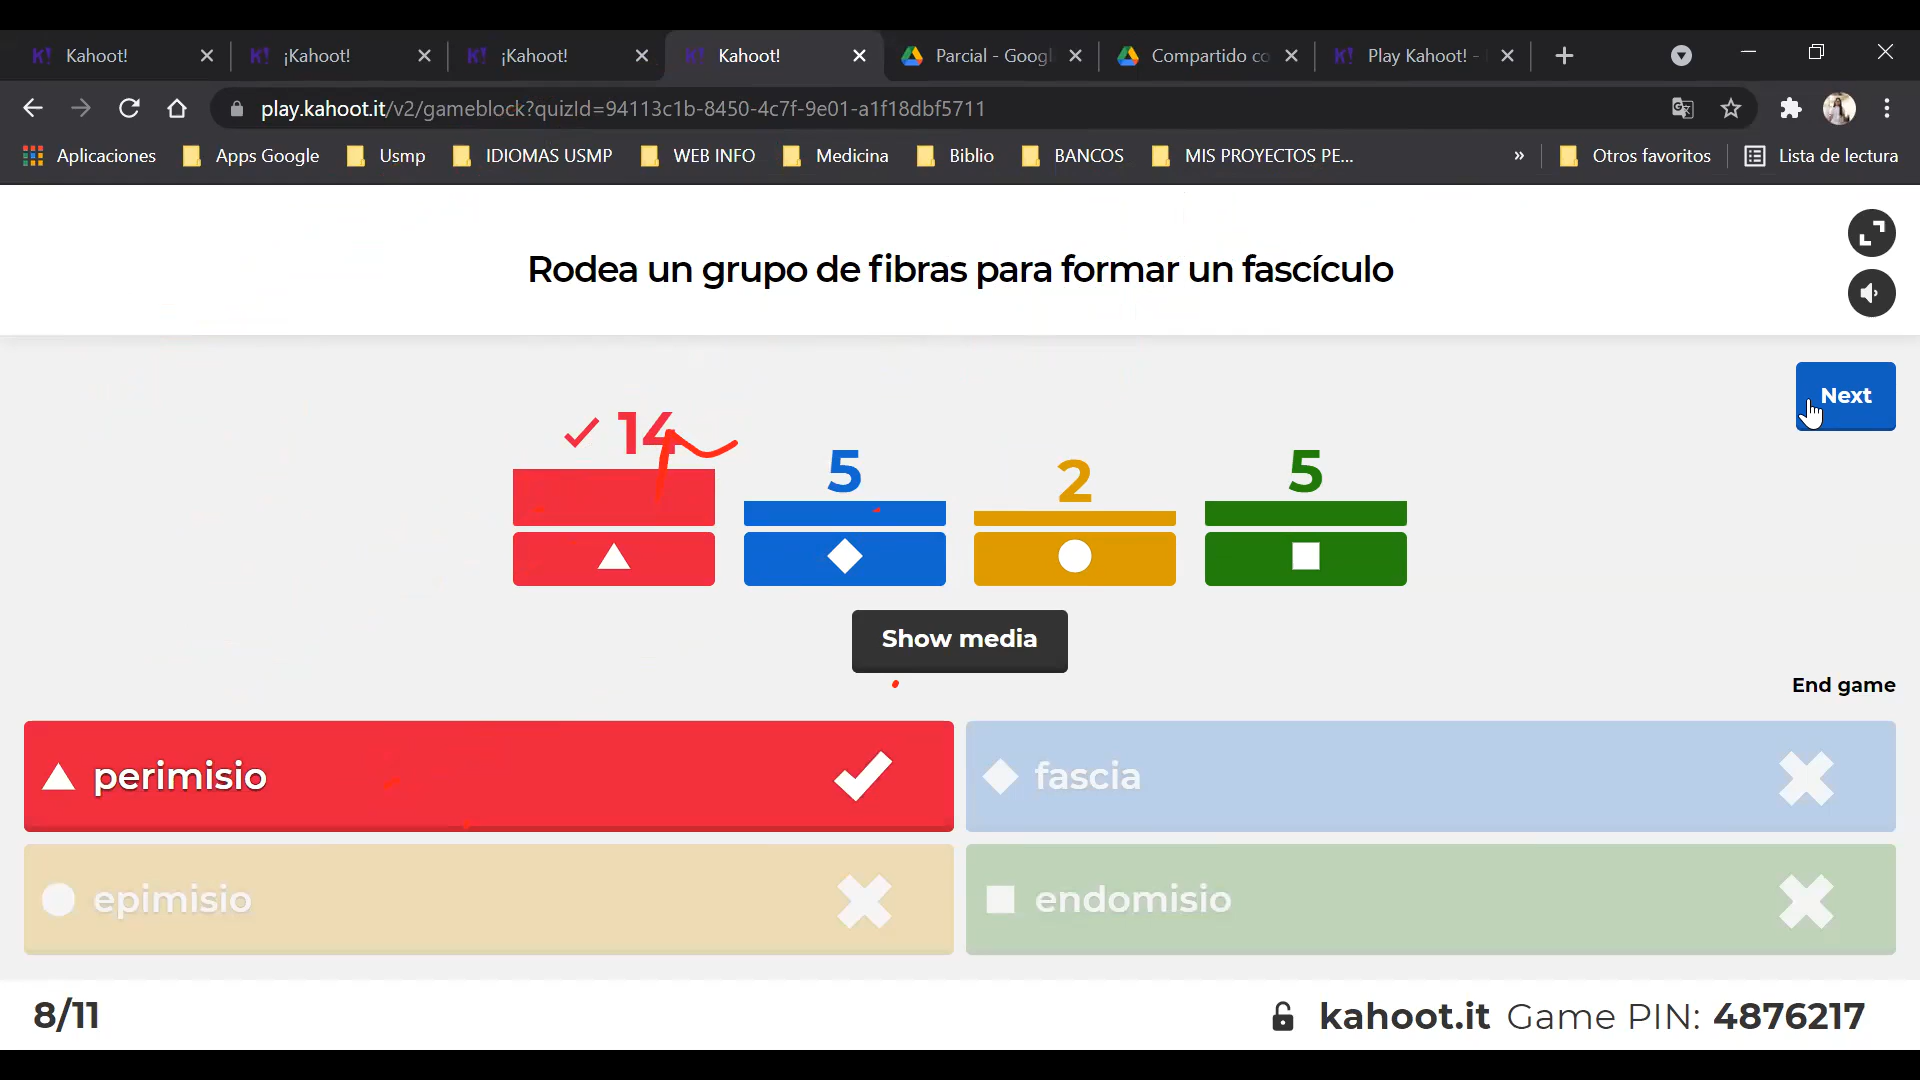 Kahoot!
¡Kahoot!
¡Kahoot!
Kahoot!
Parcial - Googl
Compartido co
Play Kahoot! -
play.kahoot.it/v2/gameblock?quizId=94113c1b-8450-4c7f-9e01-a1f18dbf5711
Aplicaciones
Apps Google
Usmp
IDIOMAS USMP
WEB INFO
Medicina
Biblio
BANCOS
MIS PROYECTOS PE...
»
Otros favoritos
Lista de lectura
Rodea un grupo de fibras para formar un fascículo
Next
14
5
2
5
Show media
End game
perimisio
fascia
epimisio
endomisio
8/11
kahoot.it Game PIN: 4876217